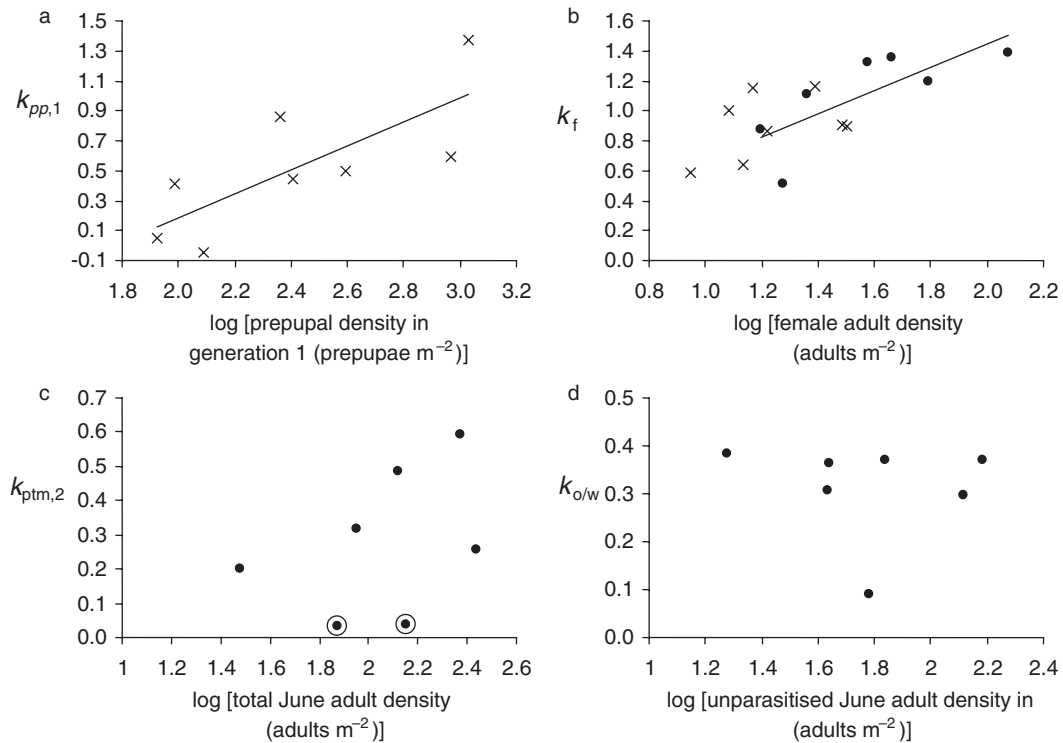 a
1.5
1.3
1.1
0.9
0.7
0.5
0.3
0.1
-0.1
k_{pp,1}
1.8 2.0 2.2 2.4 2.6 2.8 3.0 3.2
log [prepupal density in
generation 1 (prepupae m⁻²)]
b
1.6
1.4
1.2
1.0
0.8
0.6
0.4
0.2
0.0
k_f
0.8 1.0 1.2 1.4 1.6 1.8 2.0 2.2
log [female adult density
(adults m⁻²)]
c
0.7
0.6
0.5
0.4
0.3
0.2
0.1
0.0
k_{ptm,2}
1 1.2 1.4 1.6 1.8 2 2.2 2.4 2.6
log [total June adult density
(adults m⁻²)]
d
0.5
0.4
0.3
0.2
0.1
0.0
k_{o/w}
1 1.2 1.4 1.6 1.8 2 2.2 2.4
log [unparasitised June adult density in
(adults m⁻²)]